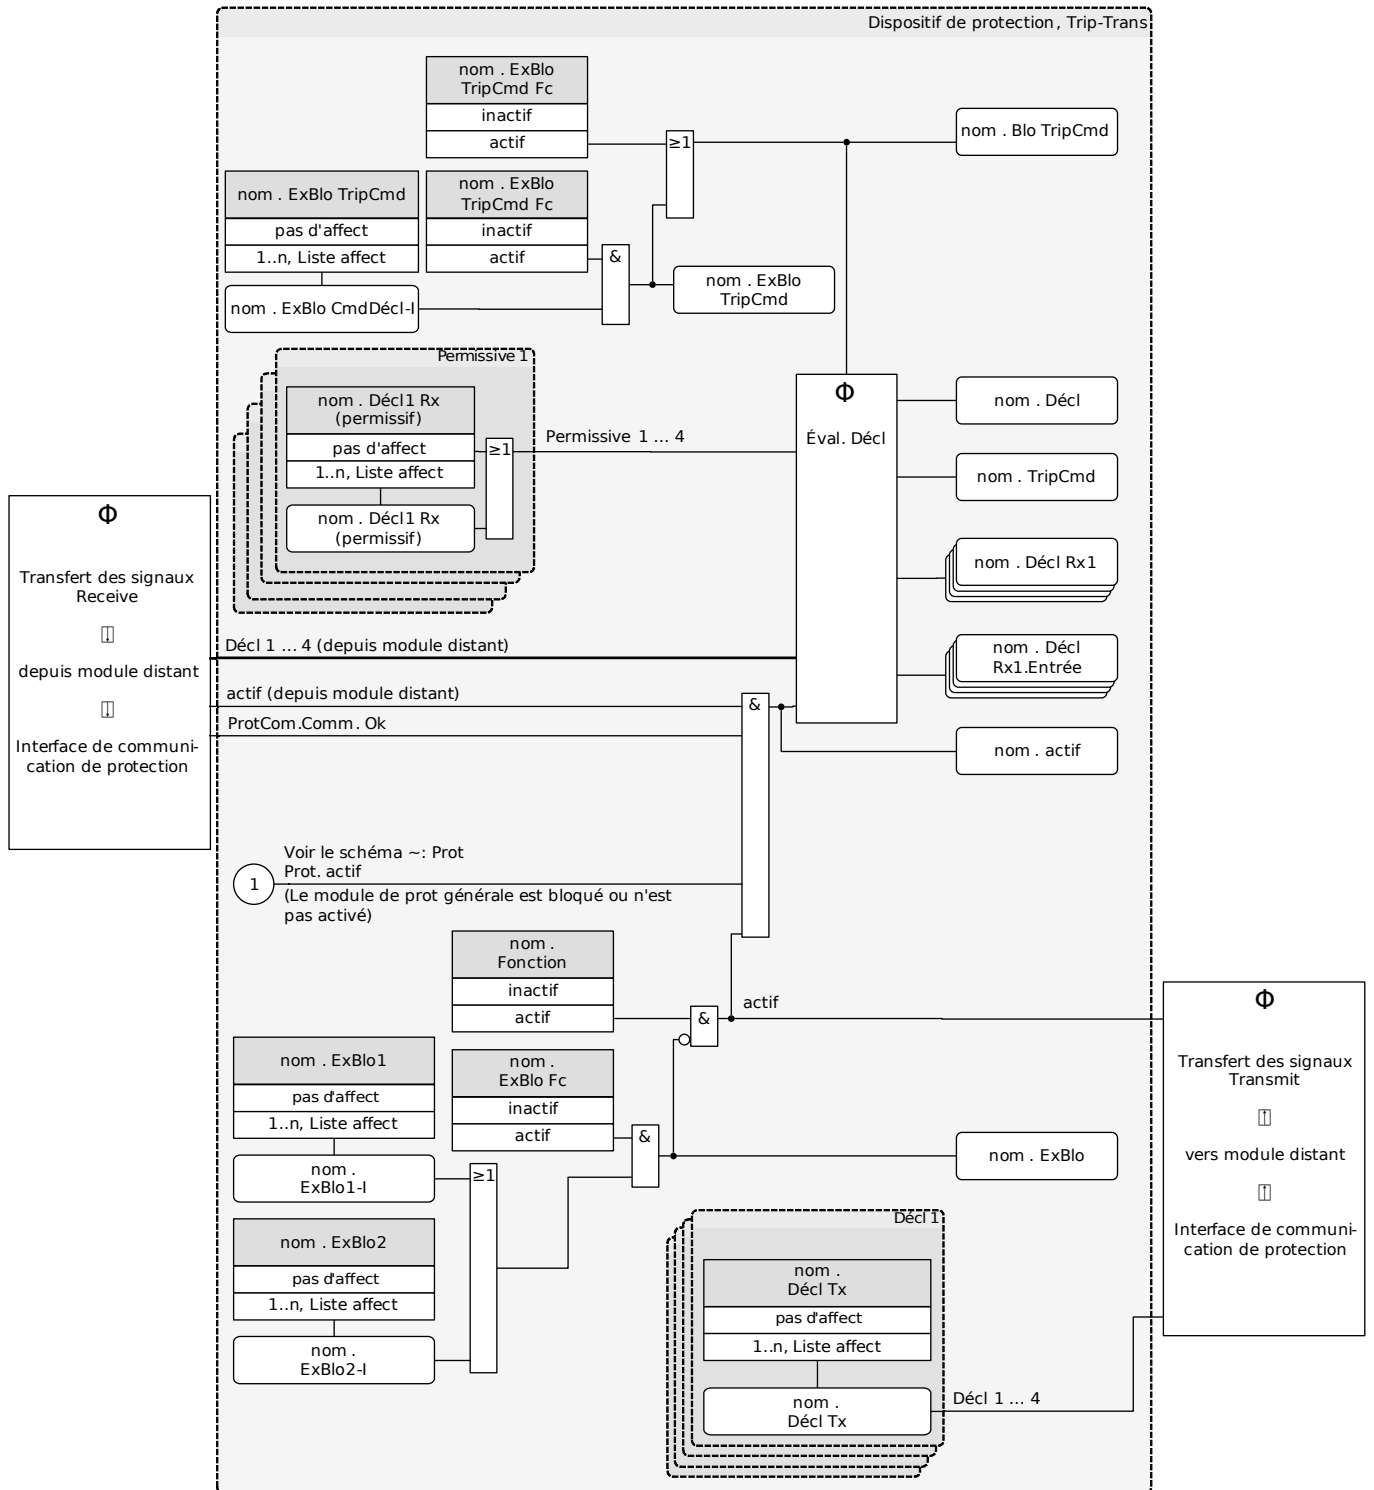 Dispositif de protection, Trip-Trans
nom . ExBlo
TripCmd Fc
inactif
actif
≥1
nom . Blo TripCmd
nom . ExBlo TripCmd
pas d'affect
1..n, Liste affect
nom . ExBlo CmdDécl-I
nom . ExBlo
TripCmd Fc
inactif
actif
&
nom . ExBlo
TripCmd
Permissive 1
nom . Décl1 Rx
(permissif)
pas d'affect
1..n, Liste affect
nom . Décl1 Rx
(permissif)
≥1
Permissive 1 ... 4
Φ
Éval. Décl
nom . Décl
nom . TripCmd
nom . Décl Rx1
nom . Décl
Rx1.Entrée
nom . actif
Φ
Transfert des signaux
Receive
depuis module distant
Interface de communi-
cation de protection
Décl 1 ... 4 (depuis module distant)
actif (depuis module distant)
ProtCom.Comm. Ok
&
1
Voir le schéma ~: Prot
Prot. actif
(Le module de prot générale est bloqué ou n'est
pas activé)
nom .
Fonction
inactif
actif
&
actif
nom .
ExBlo Fc
inactif
actif
&
nom . ExBlo
nom . ExBlo1
pas d'affect
1..n, Liste affect
nom .
ExBlo1-I
≥1
nom . ExBlo2
pas d'affect
1..n, Liste affect
nom .
ExBlo2-I
Décl 1
nom .
Décl Tx
pas d'affect
1..n, Liste affect
nom .
Décl Tx
Décl 1 ... 4
Φ
Transfert des signaux
Transmit
vers module distant
Interface de communi-
cation de protection